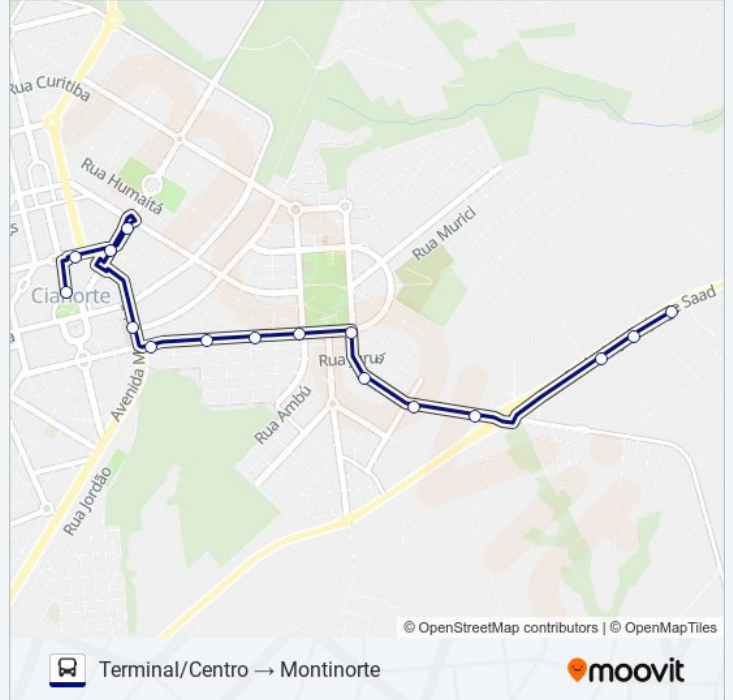 Rua Curitiba
Rua Humaitá
Rua Murici
Cianorte
e Saad
Rua
Avenida M
Rua Ambú
Rua Jordão
© OpenStreetMap contributors | © OpenMapTiles
Terminal/Centro → Montinorte
moovit